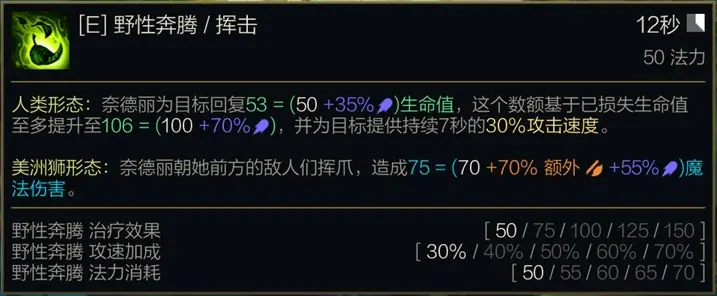 [E] 野性奔腾 / 挥击 12秒
50 法力
人类形态：奈德丽为目标回复53 = (50 +35%)生命值，这个数额基于已损失生命值
至多提升至106 = (100 +70%)，并为目标提供持续7秒的30%攻击速度。
美洲狮形态：奈德丽朝她前方的敌人们挥爪，造成75 = (70 +70% 额外 +55%)魔
法伤害。
野性奔腾 治疗效果 [ 50 / 75 / 100 / 125 / 150 ]
野性奔腾 攻速加成 [ 30% / 40% / 50% / 60% / 70% ]
野性奔腾 法力消耗 [ 50 / 55 / 60 / 65 / 70 ]